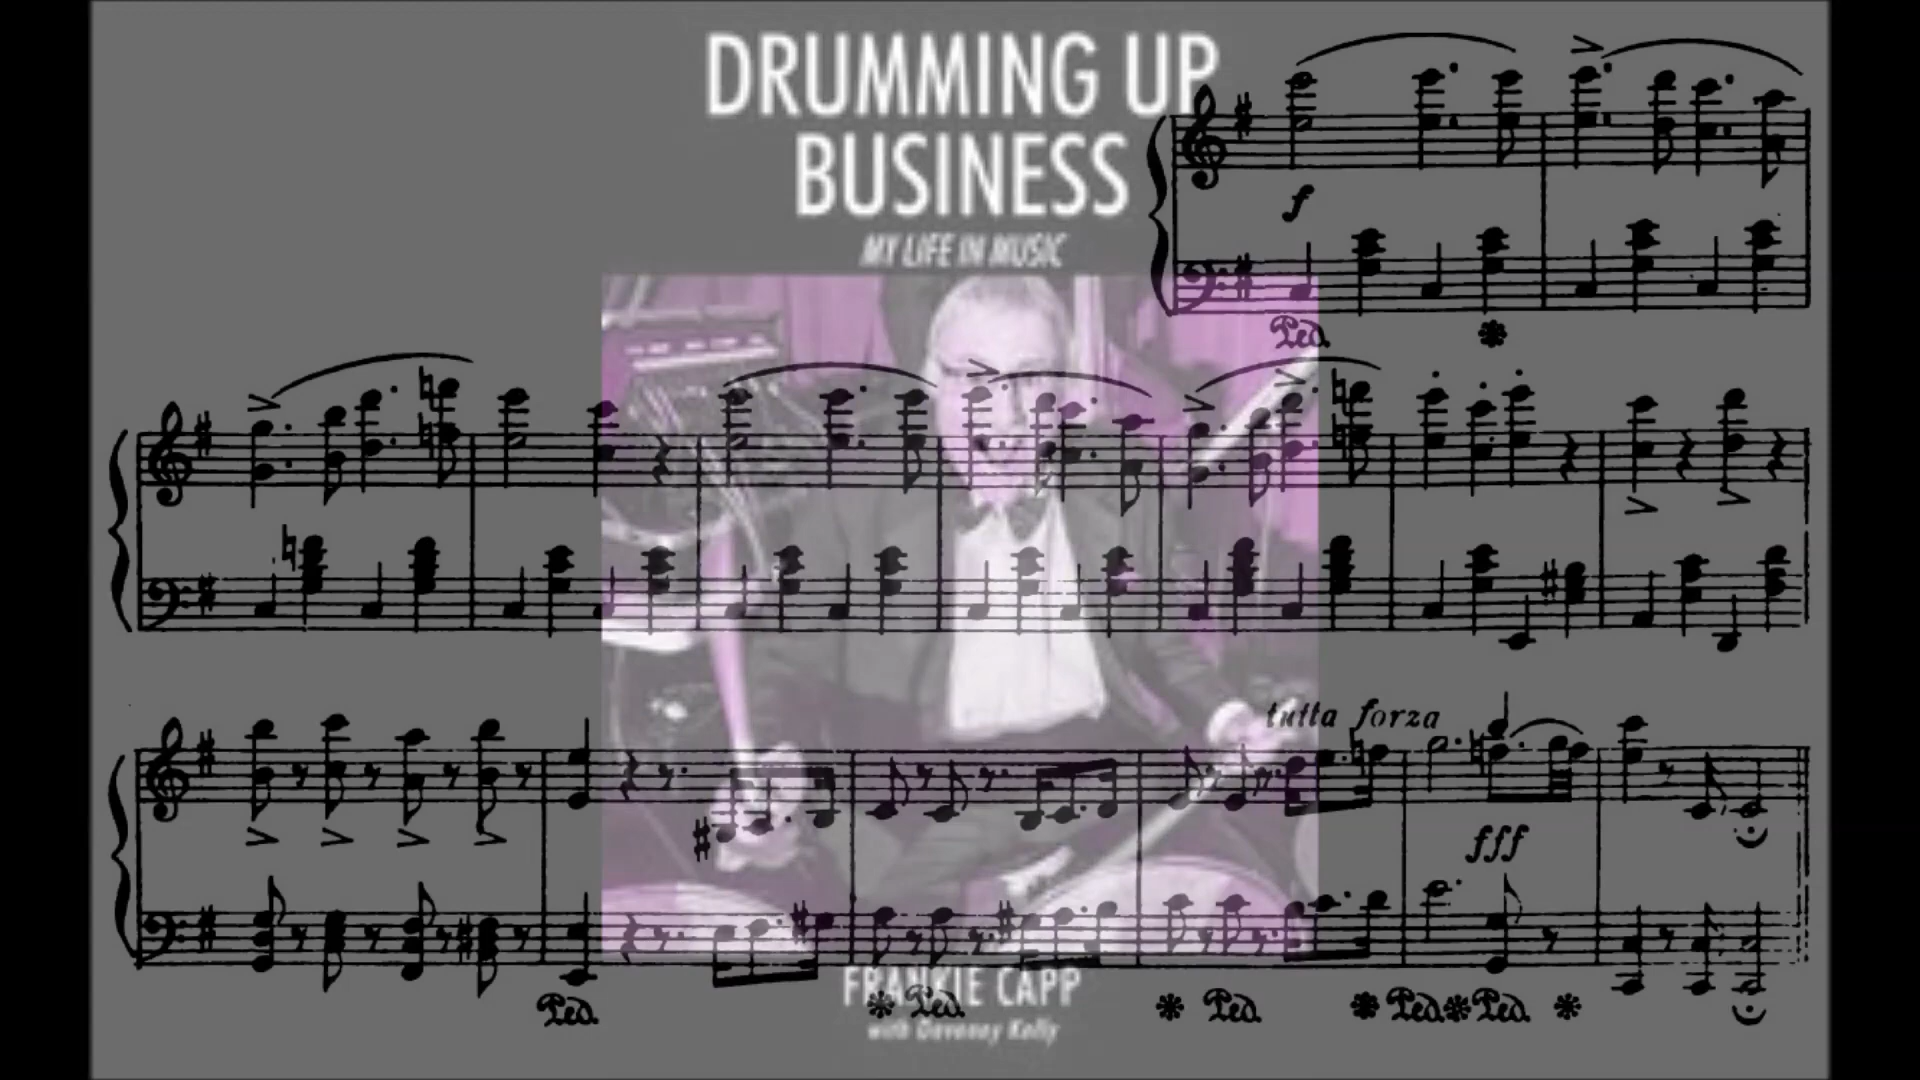 DRUMMING UP
BUSINESS
MY LIFE IN MUSIC
f
Ped.
tutta forza
fff
Ped. Ped. Ped. Ped. Ped.
FRANKIE CAPP
with Devaney Kelly